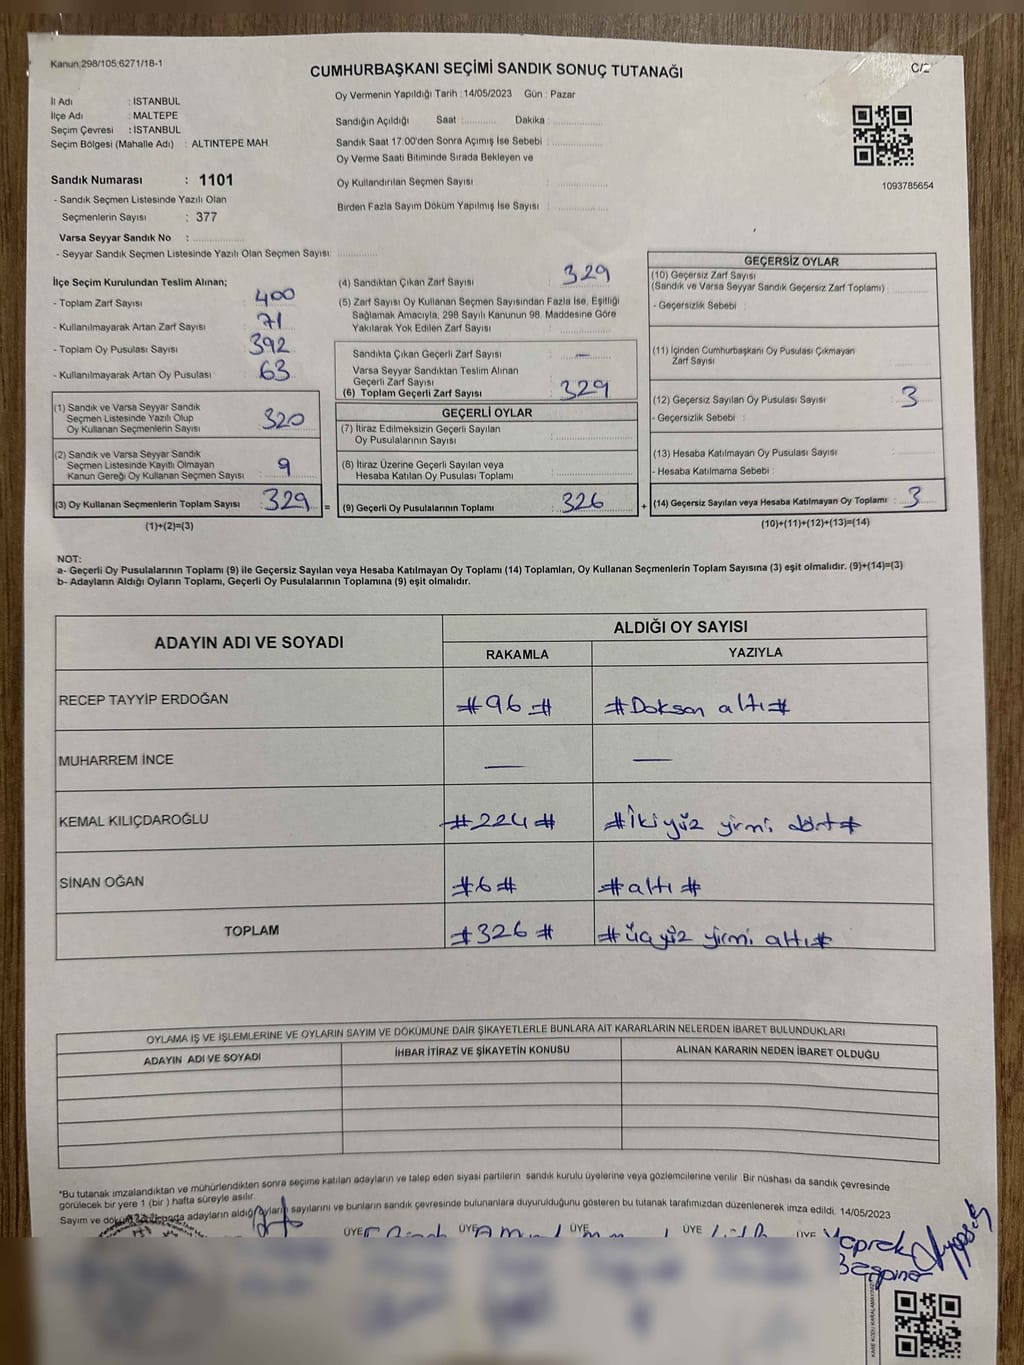 Kanun 298/105;6271/18-1
CUMHURBAŞKANI SEÇİMİ SANDIK SONUÇ TUTANAĞI
C/2
İl Adı : İSTANBUL
İlçe Adı : MALTEPE
Seçim Çevresi : İSTANBUL
Seçim Bölgesi (Mahalle Adı) : ALTINTEPE MAH
Sandık Numarası : 1101
- Sandık Seçmen Listesinde Yazılı Olan
Seçmenlerin Sayısı : 377
Varsa Seyyar Sandık No :
- Seyyar Sandık Seçmen Listesinde Yazılı Olan Seçmen Sayısı:
Oy Vermenin Yapıldığı Tarih : 14/05/2023 Gün : Pazar
Sandığın Açıldığı Saat : Dakika :
Sandık Saat 17:00'den Sonra Açımış İse Sebebi :
Oy Verme Saati Bitiminde Sırada Bekleyen ve
Oy Kullandırılan Seçmen Sayısı :
Birden Fazla Sayım Döküm Yapılmış İse Sayısı :
1093785654
İlçe Seçim Kurulundan Teslim Alınan;
- Toplam Zarf Sayısı : 400
- Kullanılmayarak Artan Zarf Sayısı : 71
- Toplam Oy Pusulası Sayısı : 392
- Kullanılmayarak Artan Oy Pusulası : 63
(1) Sandık ve Varsa Seyyar Sandık
Seçmen Listesinde Yazılı Olup
Oy Kullanan Seçmenlerin Sayısı : 320
(2) Sandık ve Varsa Seyyar Sandık
Seçmen Listesinde Kayıtlı Olmayan
Kanun Gereği Oy Kullanan Seçmen Sayısı : 9
(3) Oy Kullanan Seçmenlerin Toplam Sayısı : 329 =
(1)+(2)=(3)
(4) Sandıktan Çıkan Zarf Sayısı : 329
(5) Zarf Sayısı Oy Kullanan Seçmen Sayısından Fazla İse, Eşitliği
Sağlamak Amacıyla, 298 Sayılı Kanunun 98. Maddesine Göre
Yakılarak Yok Edilen Zarf Sayısı :
Sandıkta Çıkan Geçerli Zarf Sayısı : —
Varsa Seyyar Sandıktan Teslim Alınan
Geçerli Zarf Sayısı :
(6) Toplam Geçerli Zarf Sayısı : 329
GEÇERLİ OYLAR
(7) İtiraz Edilmeksizin Geçerli Sayılan
Oy Pusulalarının Sayısı :
(8) İtiraz Üzerine Geçerli Sayılan veya
Hesaba Katılan Oy Pusulası Toplamı :
(9) Geçerli Oy Pusulalarının Toplamı : 326 +
GEÇERSİZ OYLAR
(10) Geçersiz Zarf Sayısı
(Sandık ve Varsa Seyyar Sandık Geçersiz Zarf Toplamı) :
- Geçersizlik Sebebi :
(11) İçinden Cumhurbaşkanı Oy Pusulası Çıkmayan
Zarf Sayısı :
(12) Geçersiz Sayılan Oy Pusulası Sayısı : 3
- Geçersizlik Sebebi :
(13) Hesaba Katılmayan Oy Pusulası Sayısı :
- Hesaba Katılmama Sebebi :
(14) Geçersiz Sayılan veya Hesaba Katılmayan Oy Toplamı : 3
(10)+(11)+(12)+(13)=(14)
NOT:
a- Geçerli Oy Pusulalarının Toplamı (9) ile Geçersiz Sayılan veya Hesaba Katılmayan Oy Toplamı (14) Toplamları, Oy Kullanan Seçmenlerin Toplam Sayısına (3) eşit olmalıdır. (9)+(14)=(3)
b- Adayların Aldığı Oyların Toplamı, Geçerli Oy Pusulalarının Toplamına (9) eşit olmalıdır.
ADAYIN ADI VE SOYADI ALDIĞI OY SAYISI
RAKAMLA YAZIYLA
RECEP TAYYİP ERDOĞAN #96# #Doksan altı#
MUHARREM İNCE — —
KEMAL KILIÇDAROĞLU #224# #İkiyüz yirmi dört#
SİNAN OĞAN #6# #altı#
TOPLAM #326# #üçyüz yirmi altı#
OYLAMA İŞ VE İŞLEMLERİNE VE OYLARIN SAYIM VE DÖKÜMÜNE DAİR ŞİKAYETLERLE BUNLARA AİT KARARLARIN NELERDEN İBARET BULUNDUKLARI
ADAYIN ADI VE SOYADI İHBAR İTİRAZ VE ŞİKAYETİN KONUSU ALINAN KARARIN NEDEN İBARET OLDUĞU
*Bu tutanak imzalandıktan ve mühürlendikten sonra seçime katılan adayların ve talep eden siyasi partilerin sandık kurulu üyelerine veya gözlemcilerine verilir Bir nüshası da sandık çevresinde
görülecek bir yere 1 (bir ) hafta süreyle asılır.
Sayım ve adayların aldığı oyların sayılarını ve bunların sandık çevresinde bulunanlara duyurulduğunu gösteren bu tutanak tarafımızdan düzenlenerek imza edildi. 14/05/2023
ÜYE ÜYE ÜYE ÜYE ÜYE
Yaprak